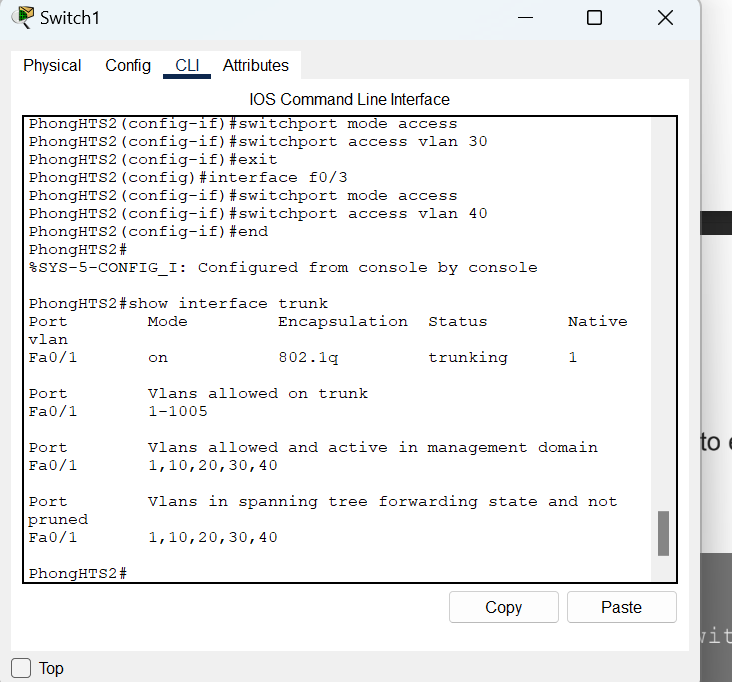 Switch1
Physical Config CLI Attributes
IOS Command Line Interface
PhongHTS2(config-if)#switchport mode access
PhongHTS2(config-if)#switchport access vlan 30
PhongHTS2(config-if)#exit
PhongHTS2(config)#interface f0/3
PhongHTS2(config-if)#switchport mode access
PhongHTS2(config-if)#switchport access vlan 40
PhongHTS2(config-if)#end
PhongHTS2#
%SYS-5-CONFIG_I: Configured from console by console
PhongHTS2#show interface trunk
Port Mode Encapsulation Status Native
vlan
Fa0/1 on 802.1q trunking 1
Port Vlans allowed on trunk
Fa0/1 1-1005
Port Vlans allowed and active in management domain
Fa0/1 1,10,20,30,40
Port Vlans in spanning tree forwarding state and not
pruned
Fa0/1 1,10,20,30,40
PhongHTS2#
Copy Paste
Top
to